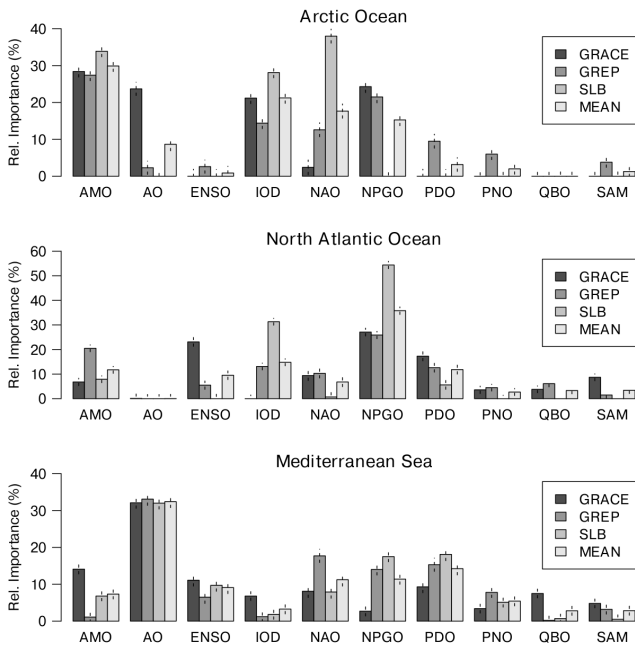 Arctic Ocean
Rel. Importance (%)
40
30
20
10
0
GRACE
GREP
SLB
MEAN
AMO AO ENSO IOD NAO NPGO PDO PNO QBO SAM
North Atlantic Ocean
Rel. Importance (%)
60
50
40
30
20
10
0
GRACE
GREP
SLB
MEAN
AMO AO ENSO IOD NAO NPGO PDO PNO QBO SAM
Mediterranean Sea
Rel. Importance (%)
40
30
20
10
0
GRACE
GREP
SLB
MEAN
AMO AO ENSO IOD NAO NPGO PDO PNO QBO SAM